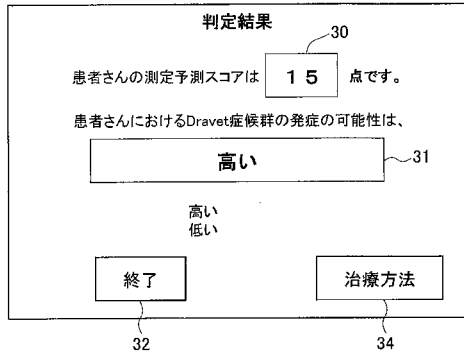 判定結果
30
患者さんの測定予測スコアは 15 点です。
患者さんにおけるDravet症候群の発症の可能性は、
高い
31
高い
低い
終了 治療方法
32 34